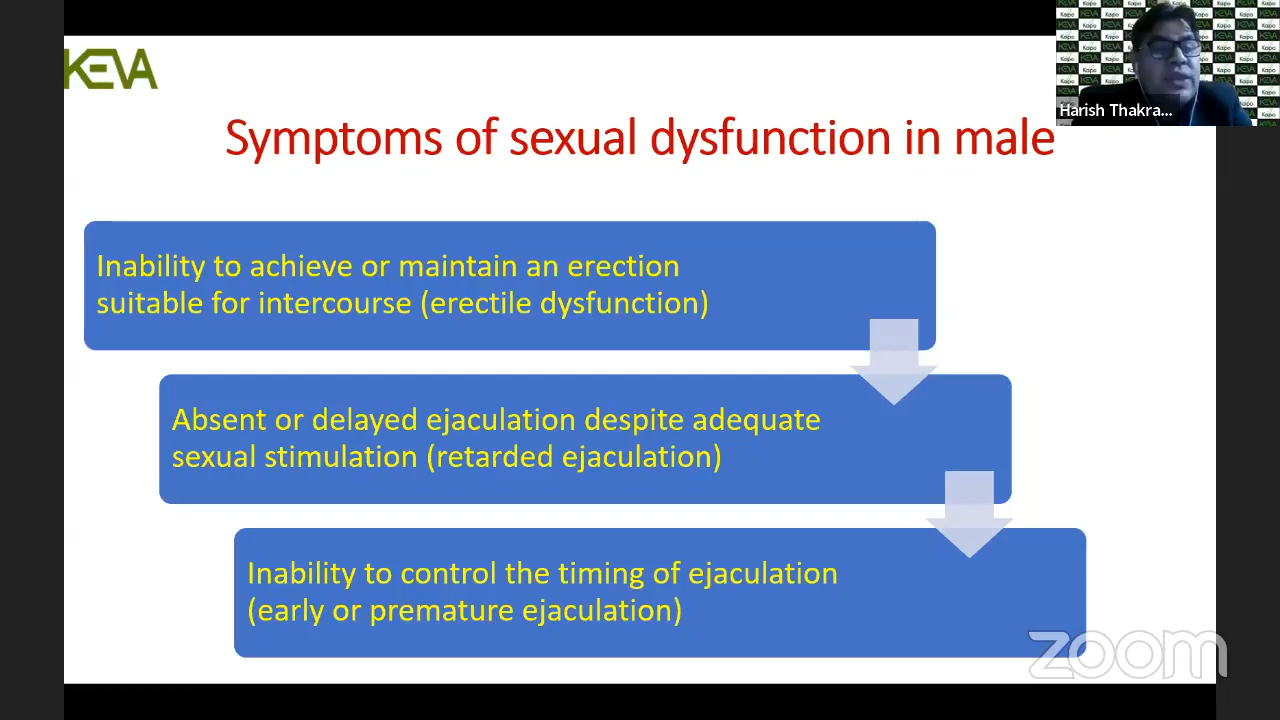 KEVA
Harish Thakra...
Symptoms of sexual dysfunction in male
Inability to achieve or maintain an erection
suitable for intercourse (erectile dysfunction)
Absent or delayed ejaculation despite adequate
sexual stimulation (retarded ejaculation)
Inability to control the timing of ejaculation
(early or premature ejaculation)
zoom